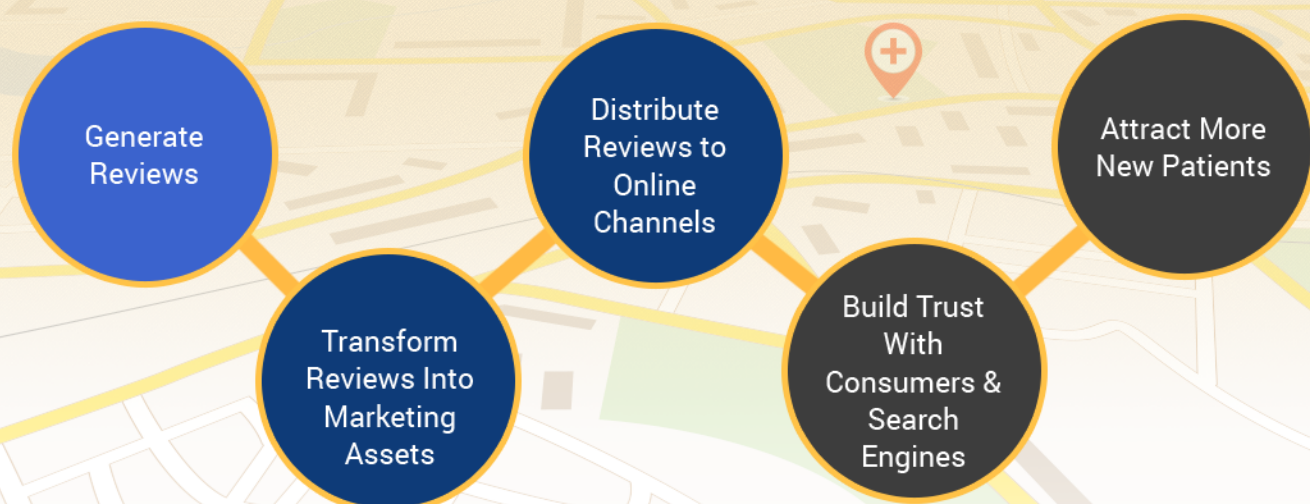 Generate
Reviews
Transform
Reviews Into
Marketing
Assets
Distribute
Reviews to
Online
Channels
Build Trust
With
Consumers &
Search
Engines
Attract More
New Patients